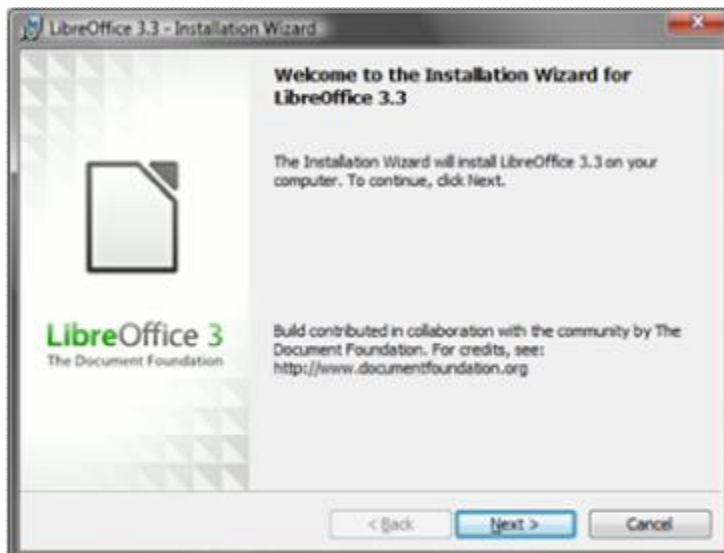 LibreOffice 3.3 - Installation Wizard
Welcome to the Installation Wizard for
LibreOffice 3.3
The Installation Wizard will install LibreOffice 3.3 on your
computer. To continue, click Next.
LibreOffice 3
The Document Foundation
Build contributed in collaboration with the community by The
Document Foundation. For credits, see:
http://www.documentfoundation.org
< Back
Next >
Cancel